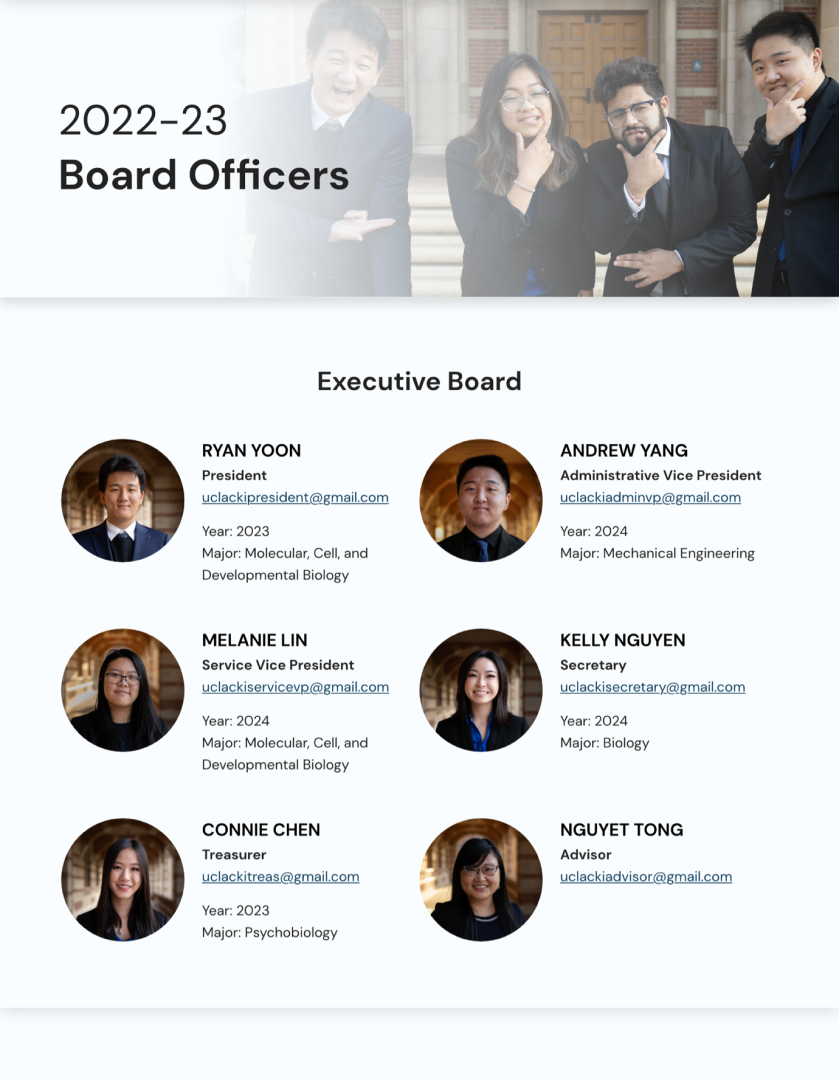 2022-23
Board Officers
Executive Board
RYAN YOON
President
uclackipresident@gmail.com
Year: 2023
Major: Molecular, Cell, and
Developmental Biology
ANDREW YANG
Administrative Vice President
uclackiadminvp@gmail.com
Year: 2024
Major: Mechanical Engineering
MELANIE LIN
Service Vice President
uclackiservicevp@gmail.com
Year: 2024
Major: Molecular, Cell, and
Developmental Biology
KELLY NGUYEN
Secretary
uclackisecretary@gmail.com
Year: 2024
Major: Biology
CONNIE CHEN
Treasurer
uclackitreas@gmail.com
Year: 2023
Major: Psychobiology
NGUYET TONG
Advisor
uclackiadvisor@gmail.com